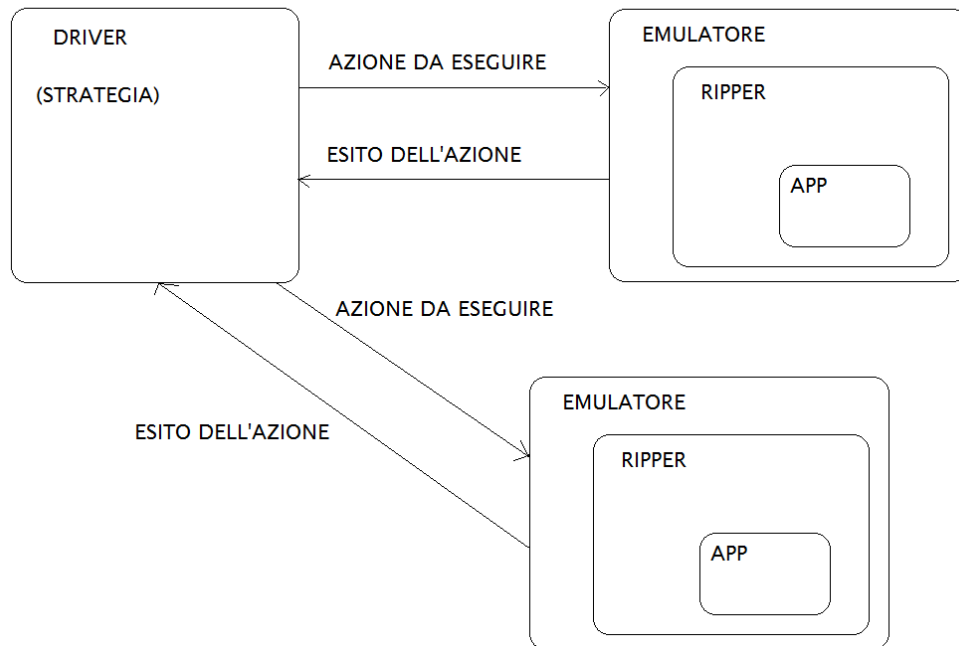 DRIVER
(STRATEGIA)
AZIONE DA ESEGUIRE
ESITO DELL'AZIONE
EMULATORE
RIPPER
APP
AZIONE DA ESEGUIRE
ESITO DELL'AZIONE
EMULATORE
RIPPER
APP